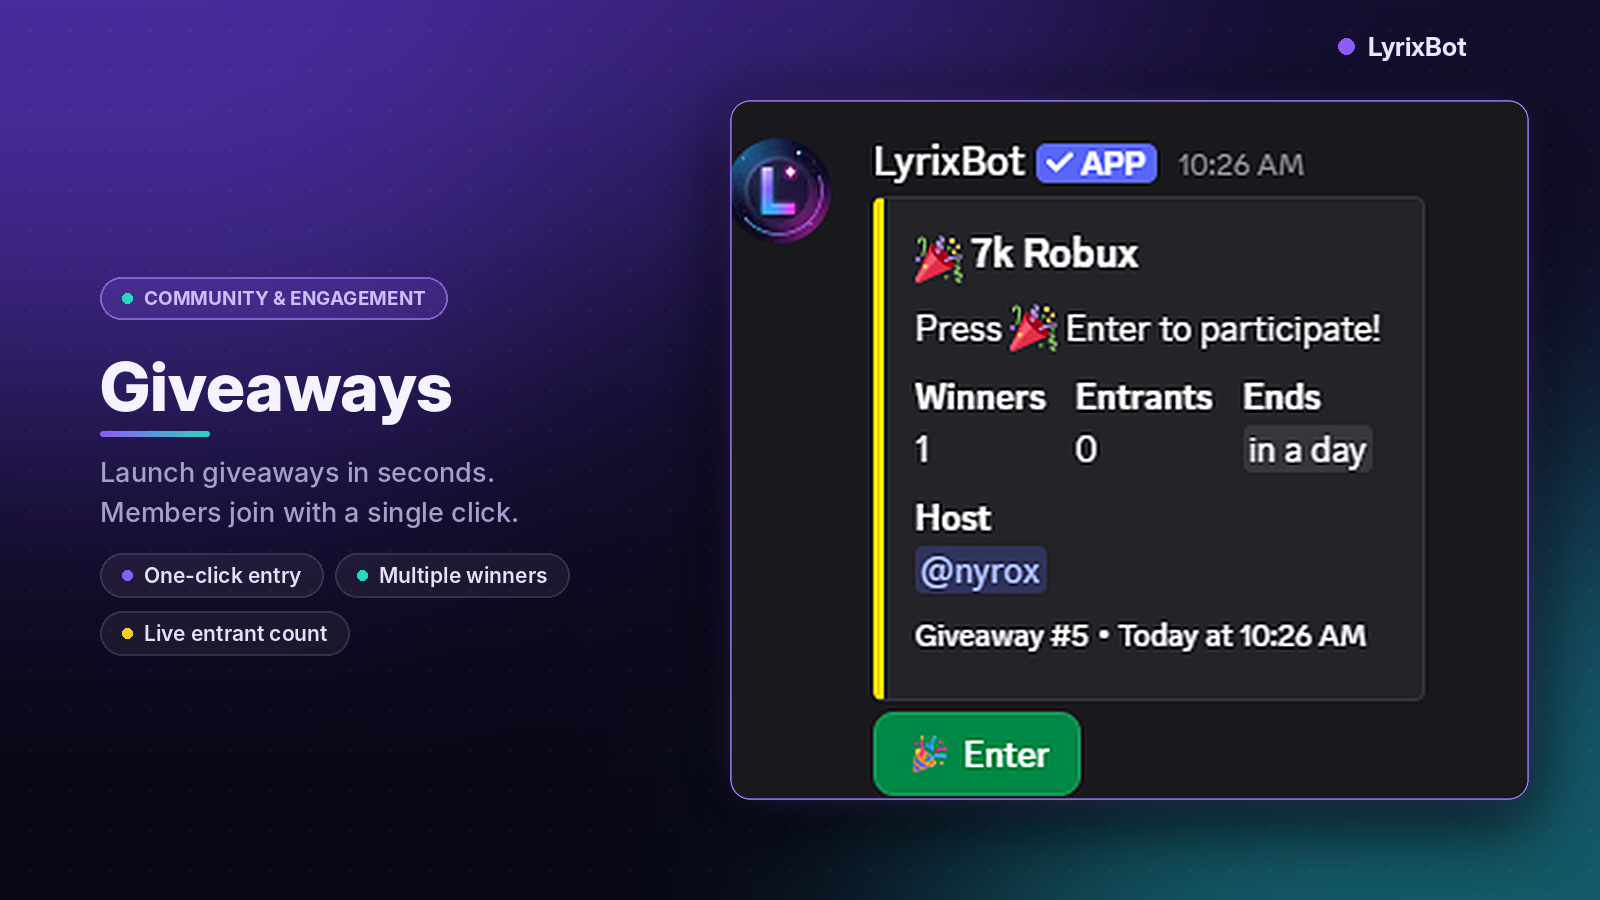 LyrixBot
COMMUNITY & ENGAGEMENT
Giveaways
Launch giveaways in seconds.
Members join with a single click.
One-click entry
Multiple winners
Live entrant count
L
LyrixBot ✓ APP 10:26 AM
🎉 7k Robux
Press 🎉 Enter to participate!
Winners Entrants Ends
1 0 in a day
Host
@nyrox
Giveaway #5 • Today at 10:26 AM
🎉 Enter